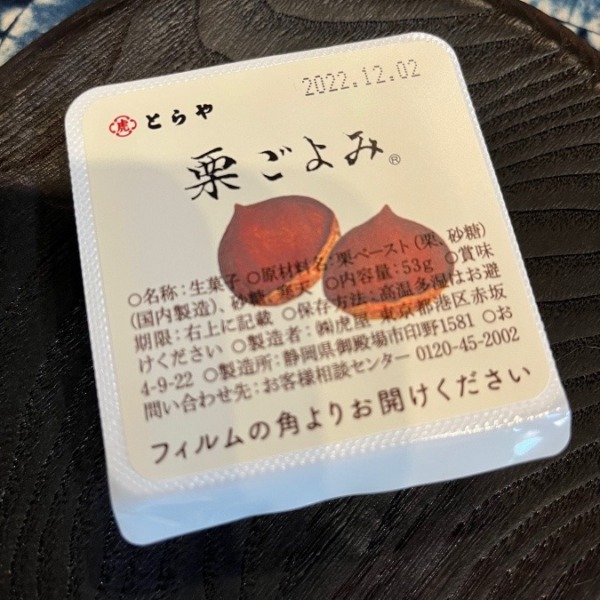 2022.12.02
虎 とらや
栗ごよみ®
○名称:生菓子 ○原材料名:栗ペースト(栗、砂糖)
(国内製造)、砂糖、寒天 ○内容量:53g ○賞味
期限:右上に記載 ○保存方法:高温多湿はお避
けください ○製造者:㈱虎屋 東京都港区赤坂
4-9-22 ○製造所:静岡県御殿場市印野1581 ○お
問い合わせ先:お客様相談センター 0120-45-2002
フィルムの角よりお開けください